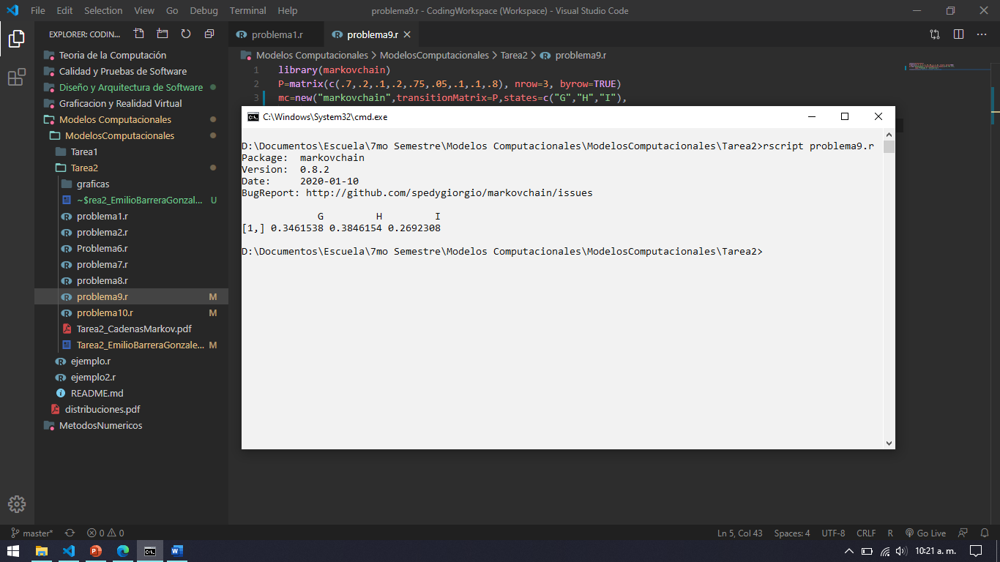 File Edit Selection View Go Debug Terminal Help problema9.r - CodingWorkspace (Workspace) - Visual Studio Code
EXPLORER: CODIN...
Teoria de la Computación
Calidad y Pruebas de Software
Diseño y Arquitectura de Software
Graficacion y Realidad Virtual
Modelos Computacionales
ModelosComputacionales
Tarea1
Tarea2
graficas
~$rea2_EmilioBarreraGonzal... U
problema1.r
problema2.r
Problema6.r
problema7.r
problema8.r
problema9.r M
problema10.r M
Tarea2_CadenasMarkov.pdf
Tarea2_EmilioBarreraGonzale... M
ejemplo.r
ejemplo2.r
README.md
distribuciones.pdf
MetodosNumericos
problema1.r problema9.r
Modelos Computacionales > ModelosComputacionales > Tarea2 > problema9.r
1 library(markovchain)
2 P=matrix(c(.7,.2,.1,.2,.75,.05,.1,.1,.8), nrow=3, byrow=TRUE)
3 mc=new("markovchain",transitionMatrix=P,states=c("G","H","I"),
C:\Windows\System32\cmd.exe
D:\Documentos\Escuela\7mo Semestre\Modelos Computacionales\ModelosComputacionales\Tarea2>rscript problema9.r
Package: markovchain
Version: 0.8.2
Date: 2020-01-10
BugReport: http://github.com/spedygiorgio/markovchain/issues
G H I
[1,] 0.3461538 0.3846154 0.2692308
D:\Documentos\Escuela\7mo Semestre\Modelos Computacionales\ModelosComputacionales\Tarea2>
master* 0 0 Ln 5, Col 43 Spaces: 4 UTF-8 CRLF R Go Live
10:21 a. m.